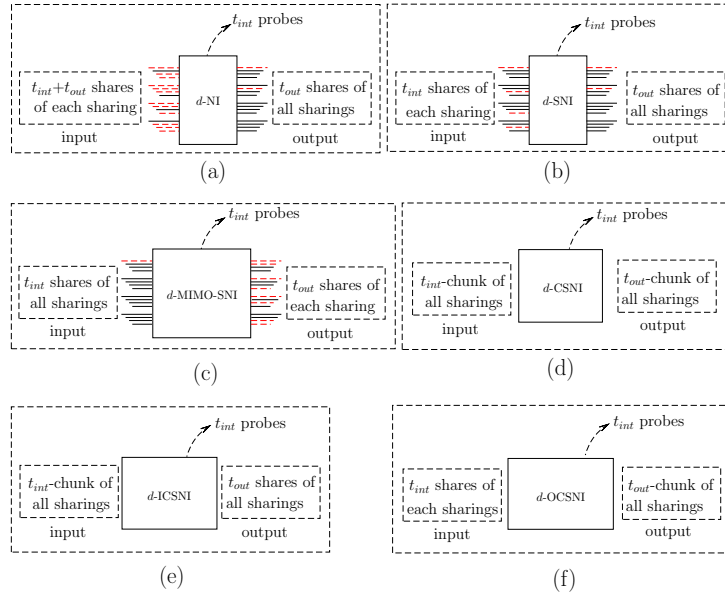 t_int probes
t_int+t_out shares
of each sharing
input
d-NI
t_out shares of
all sharings
output
(a)
t_int probes
t_int shares of
each sharing
input
d-SNI
t_out shares of
all sharings
output
(b)
t_int probes
t_int shares of
all sharings
input
d-MIMO-SNI
t_out shares of
each sharing
output
(c)
t_int probes
t_int-chunk of
all sharings
input
d-CSNI
t_out-chunk of
all sharings
output
(d)
t_int probes
t_int-chunk of
all sharings
input
d-ICSNI
t_out shares of
all sharings
output
(e)
t_int probes
t_int shares of
each sharings
input
d-OCSNI
t_out-chunk of
all sharings
output
(f)